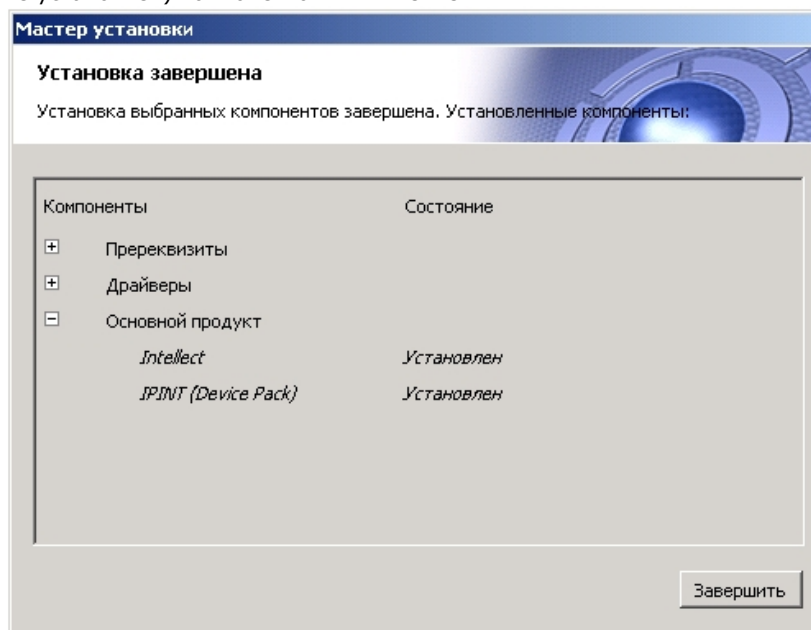 Мастер установки
Установка завершена
Установка выбранных компонентов завершена. Установленные компоненты:
Компоненты Состояние
Пререквизиты
Драйверы
Основной продукт
Intellect Установлен
IPINT (Device Pack) Установлен
Завершить